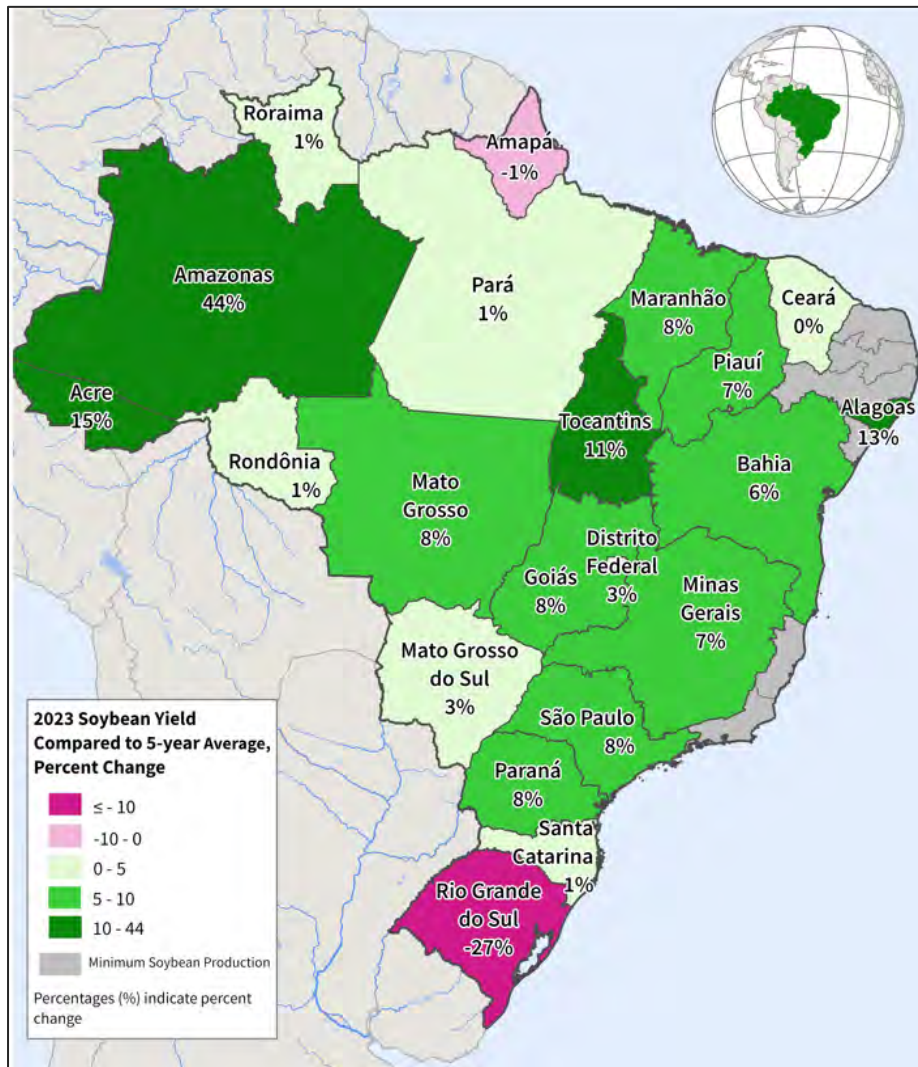 Roraima
1%
Amapá
-1%
Amazonas
44%
Pará
1%
Maranhão
8%
Ceará
0%
Piauí
7%
Acre
15%
Tocantins
11%
Alagoas
13%
Rondônia
1%
Mato
Grosso
8%
Bahia
6%
Distrito
Federal
3%
Goiás
8%
Minas
Gerais
7%
Mato Grosso
do Sul
3%
São Paulo
8%
Paraná
8%
Santa
Catarina
1%
Rio Grande
do Sul
-27%
2023 Soybean Yield
Compared to 5-year Average,
Percent Change
≤ - 10
-10 - 0
0 - 5
5 - 10
10 - 44
Minimum Soybean Production
Percentages (%) indicate percent
change